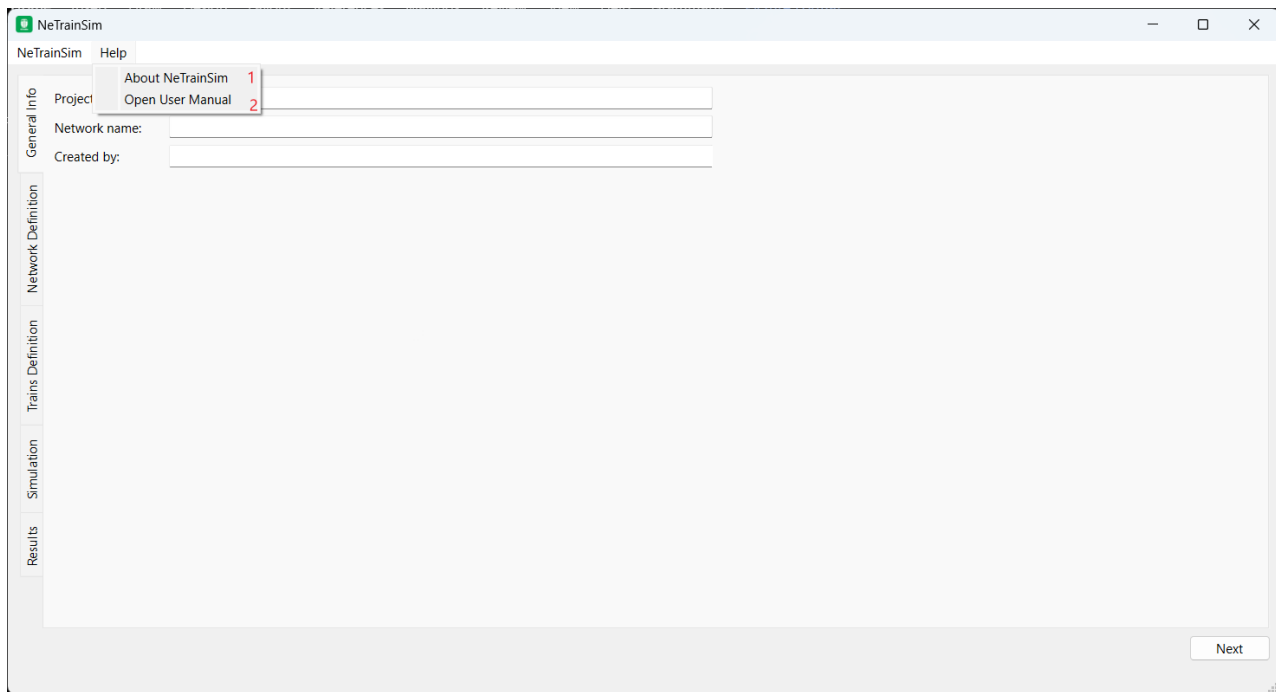 NeTrainSim
NeTrainSim Help
About NeTrainSim 1
Open User Manual 2
Project
Network name:
Created by:
General Info
Network Definition
Trains Definition
Simulation
Results
Next